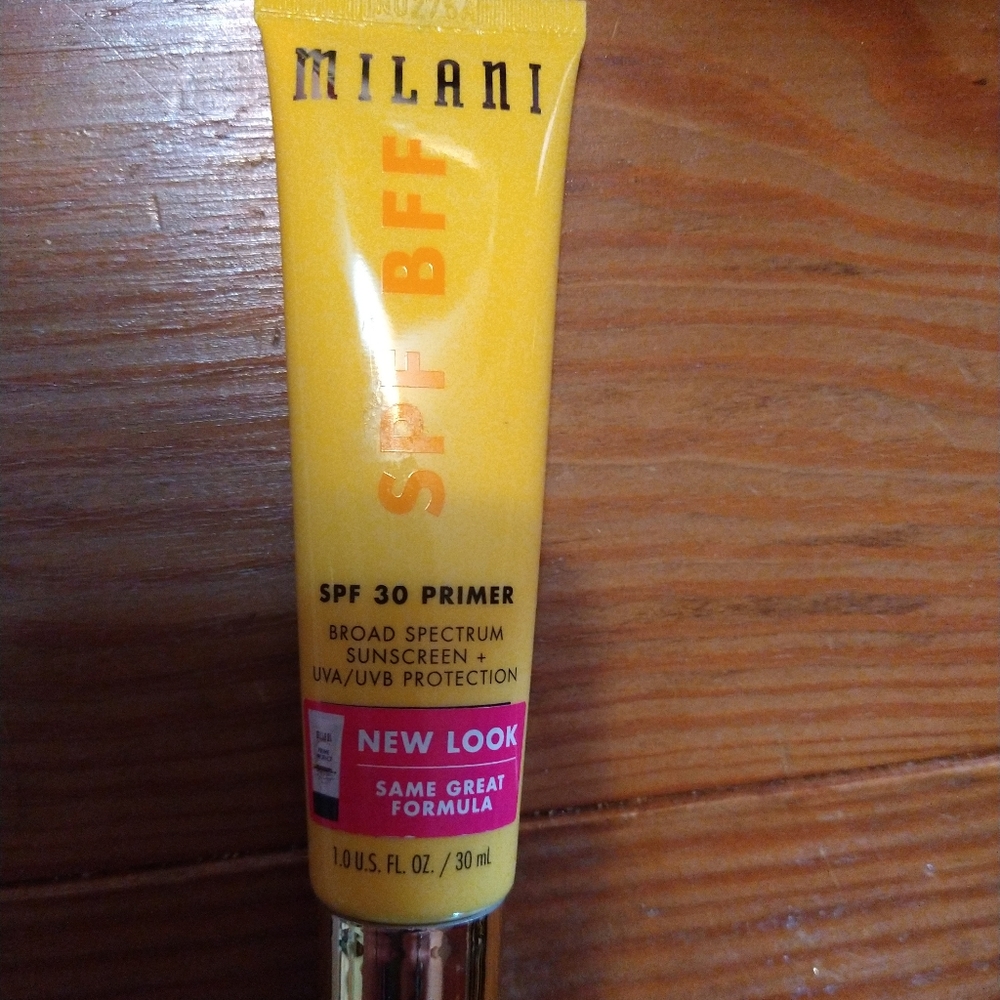 MILANI
SPF BFF
SPF 30 PRIMER
BROAD SPECTRUM
SUNSCREEN +
UVA/UVB PROTECTION
NEW LOOK
SAME GREAT
FORMULA
1.0 U.S. FL. OZ. / 30 mL